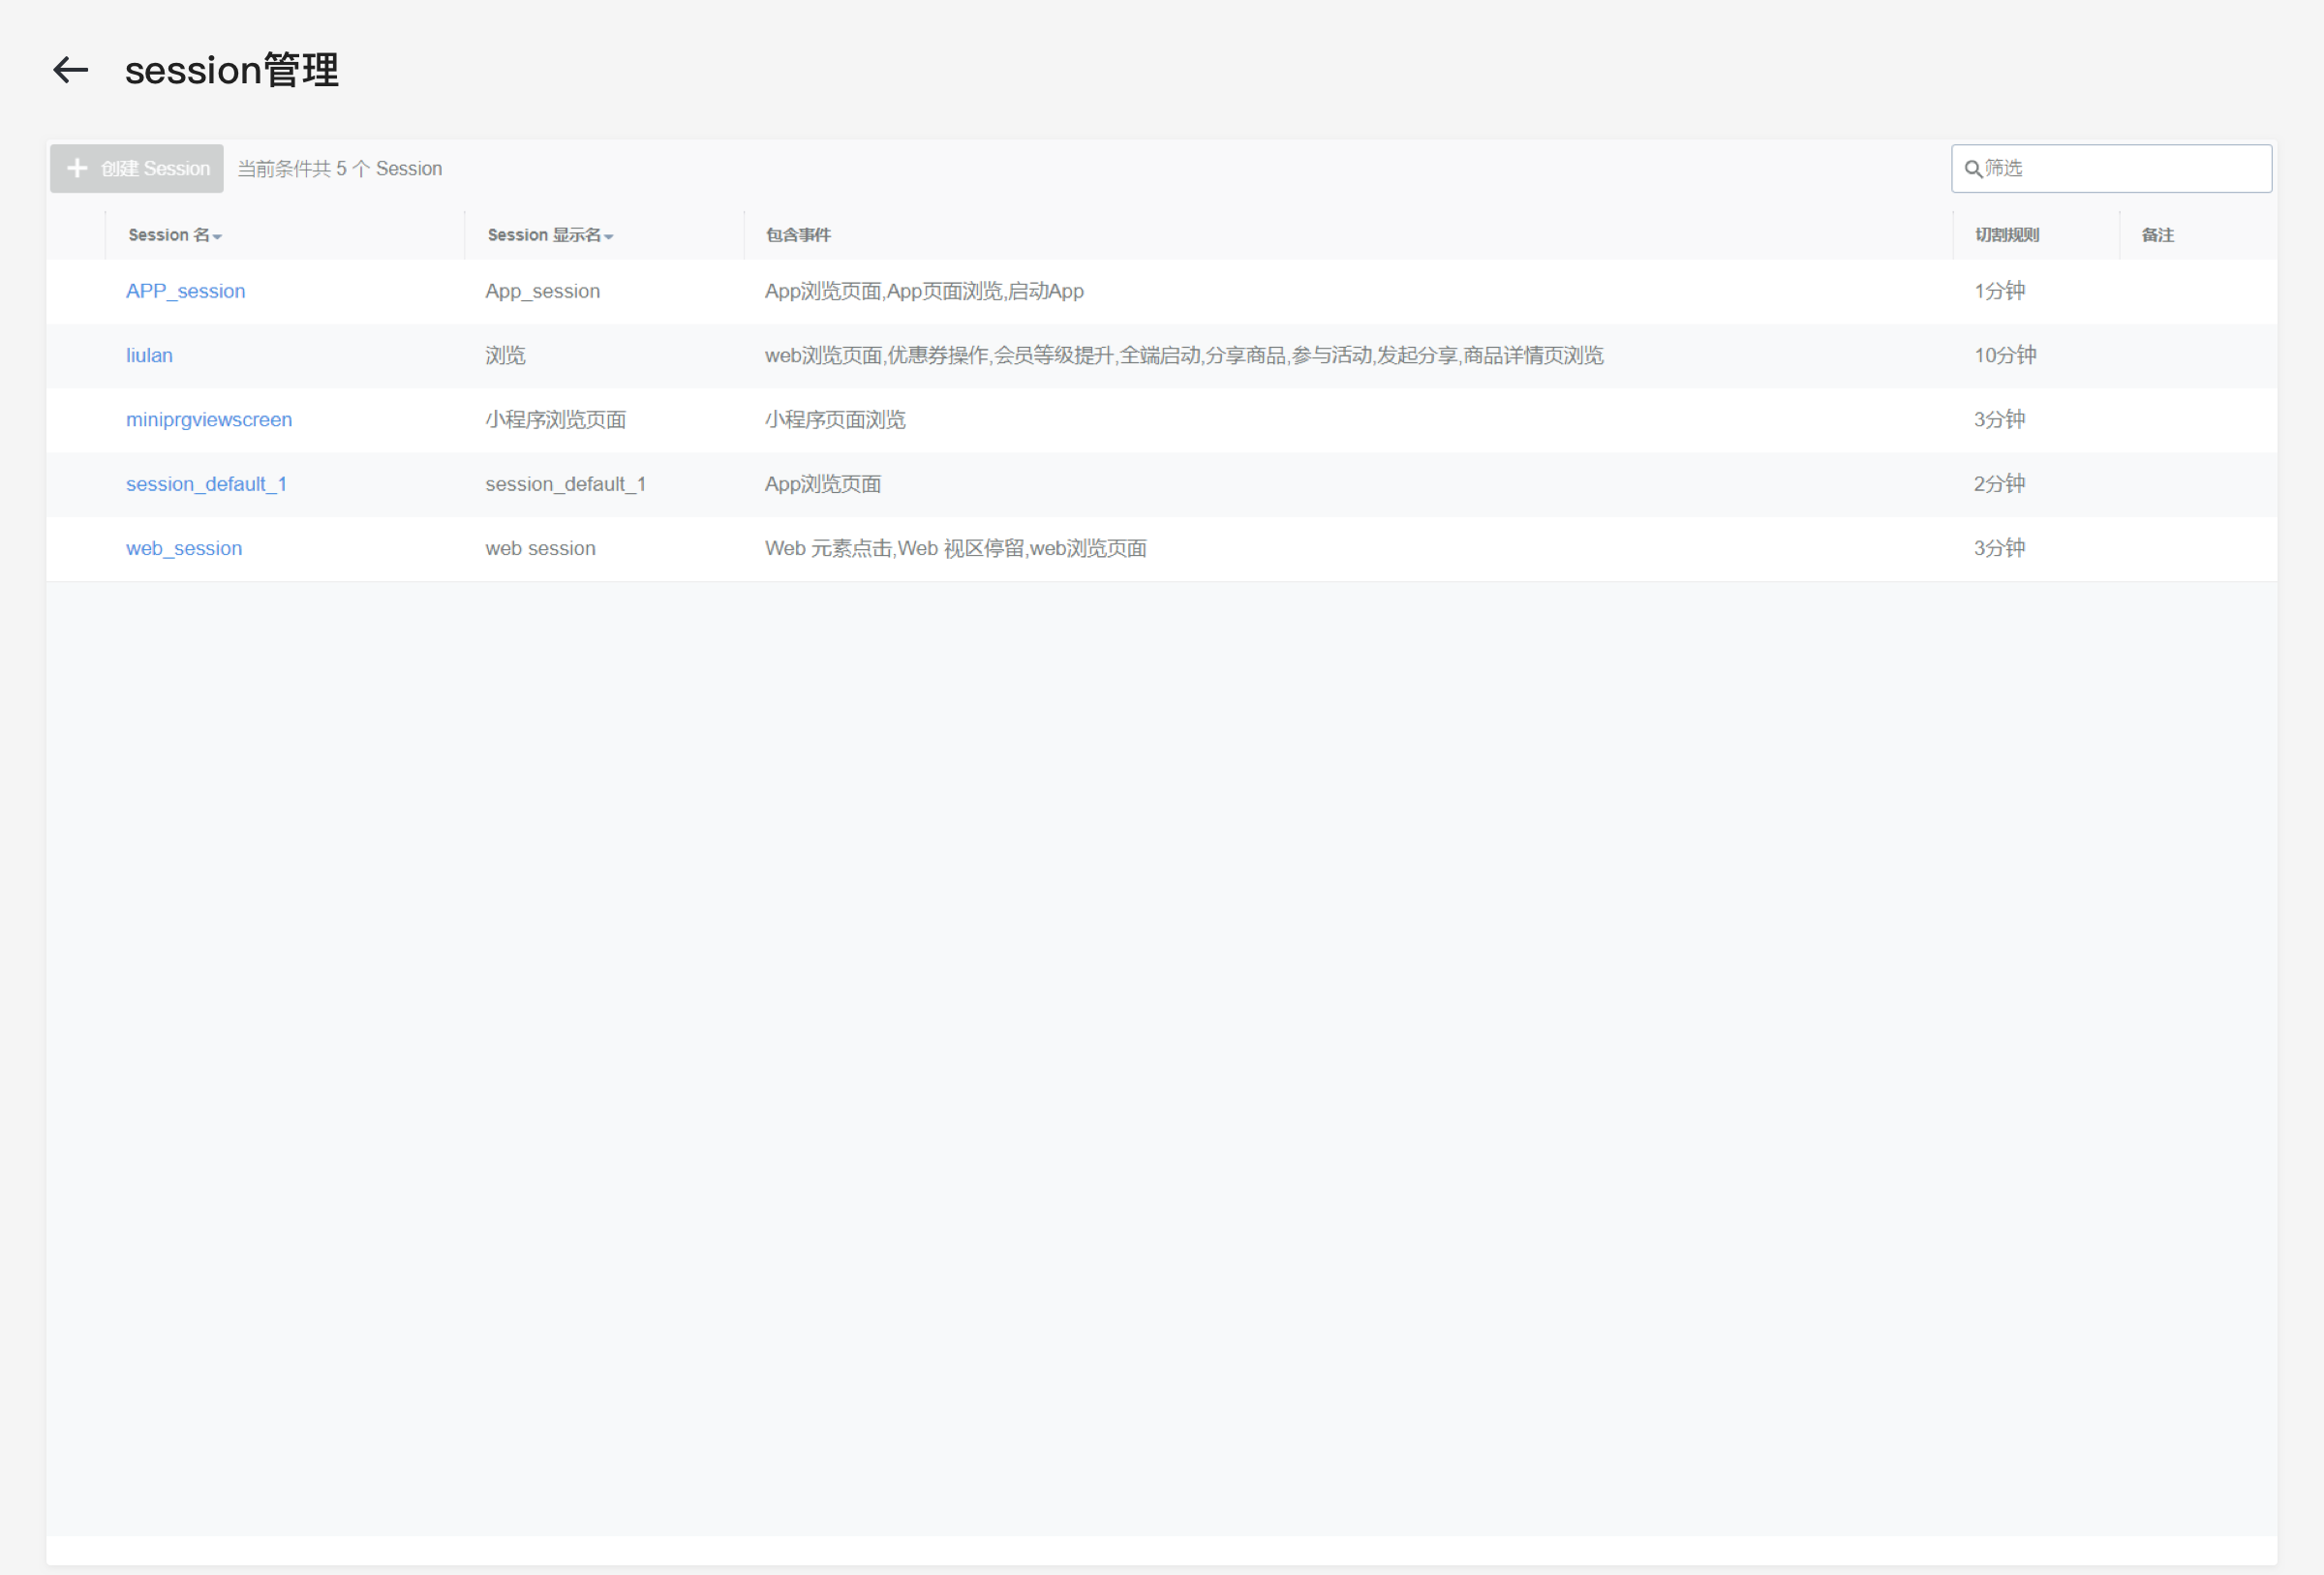 session管理
创建 Session 当前条件共 5 个 Session 筛选
Session 名 Session 显示名 包含事件 切割规则 备注
APP_session App_session App浏览页面,App页面浏览,启动App 1分钟
liulan 浏览 web浏览页面,优惠券操作,会员等级提升,全端启动,分享商品,参与活动,发起分享,商品详情页浏览 10分钟
miniprgviewscreen 小程序浏览页面 小程序页面浏览 3分钟
session_default_1 session_default_1 App浏览页面 2分钟
web_session web session Web 元素点击,Web 视区停留,web浏览页面 3分钟